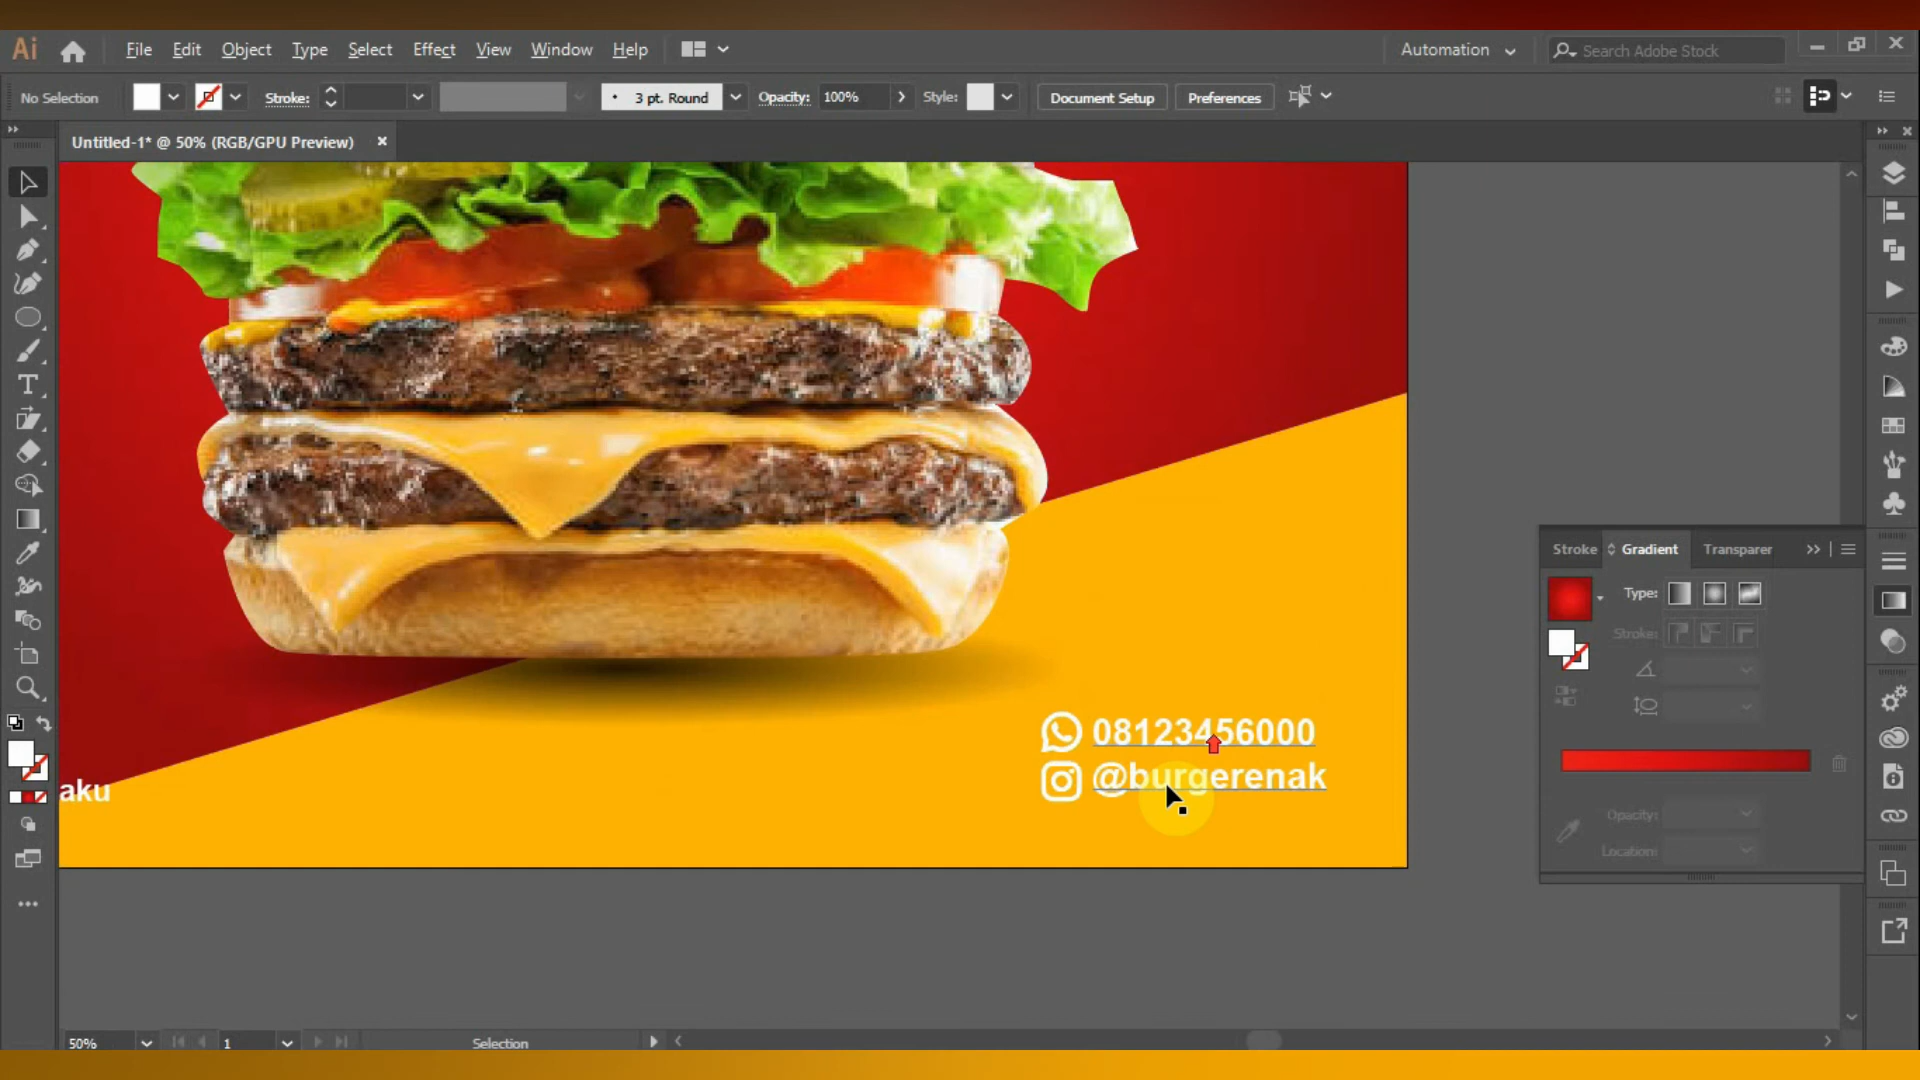 Ai File Edit Object Type Select Effect View Window Help Automation Search Adobe Stock
No Selection Stroke: 3 pt. Round Opacity: 100% Style: Document Setup Preferences
Untitled-1* @ 50% (RGB/GPU Preview)
Stroke Gradient Transparer
Type:
Stroke:
08123456000
@burgerenak
aku
Opacity:
Location:
50% 1 Selection